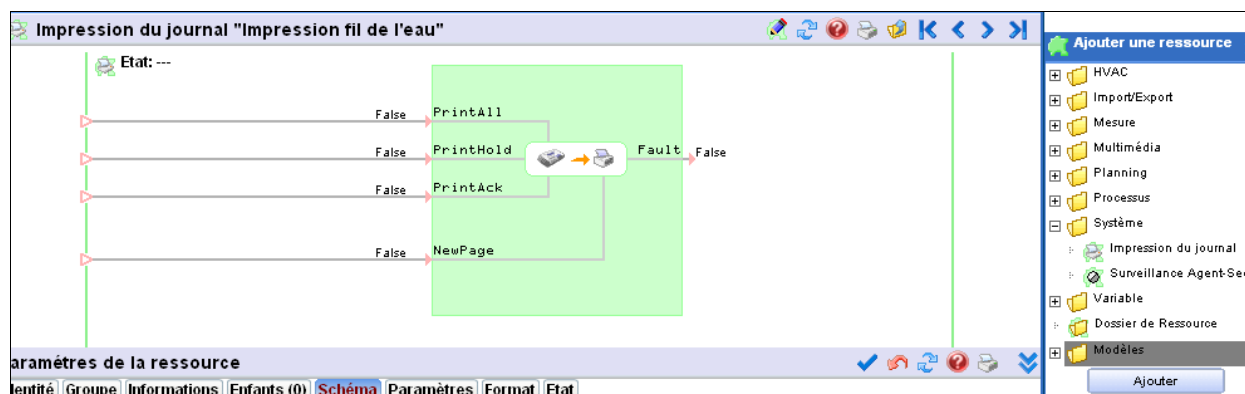 Impression du journal "Impression fil de l'eau"
Etat: ---
False PrintAll
False PrintHold Fault False
False PrintAck
False NewPage
aramétres de la ressource
dentité Groupe Informations Enfants (0) Schéma Paramètres Format Etat
Ajouter une ressource
HVAC
Import/Export
Mesure
Multimédia
Planning
Processus
Système
Impression du journal
Surveillance Agent-Sec
Variable
Dossier de Ressource
Modèles
Ajouter